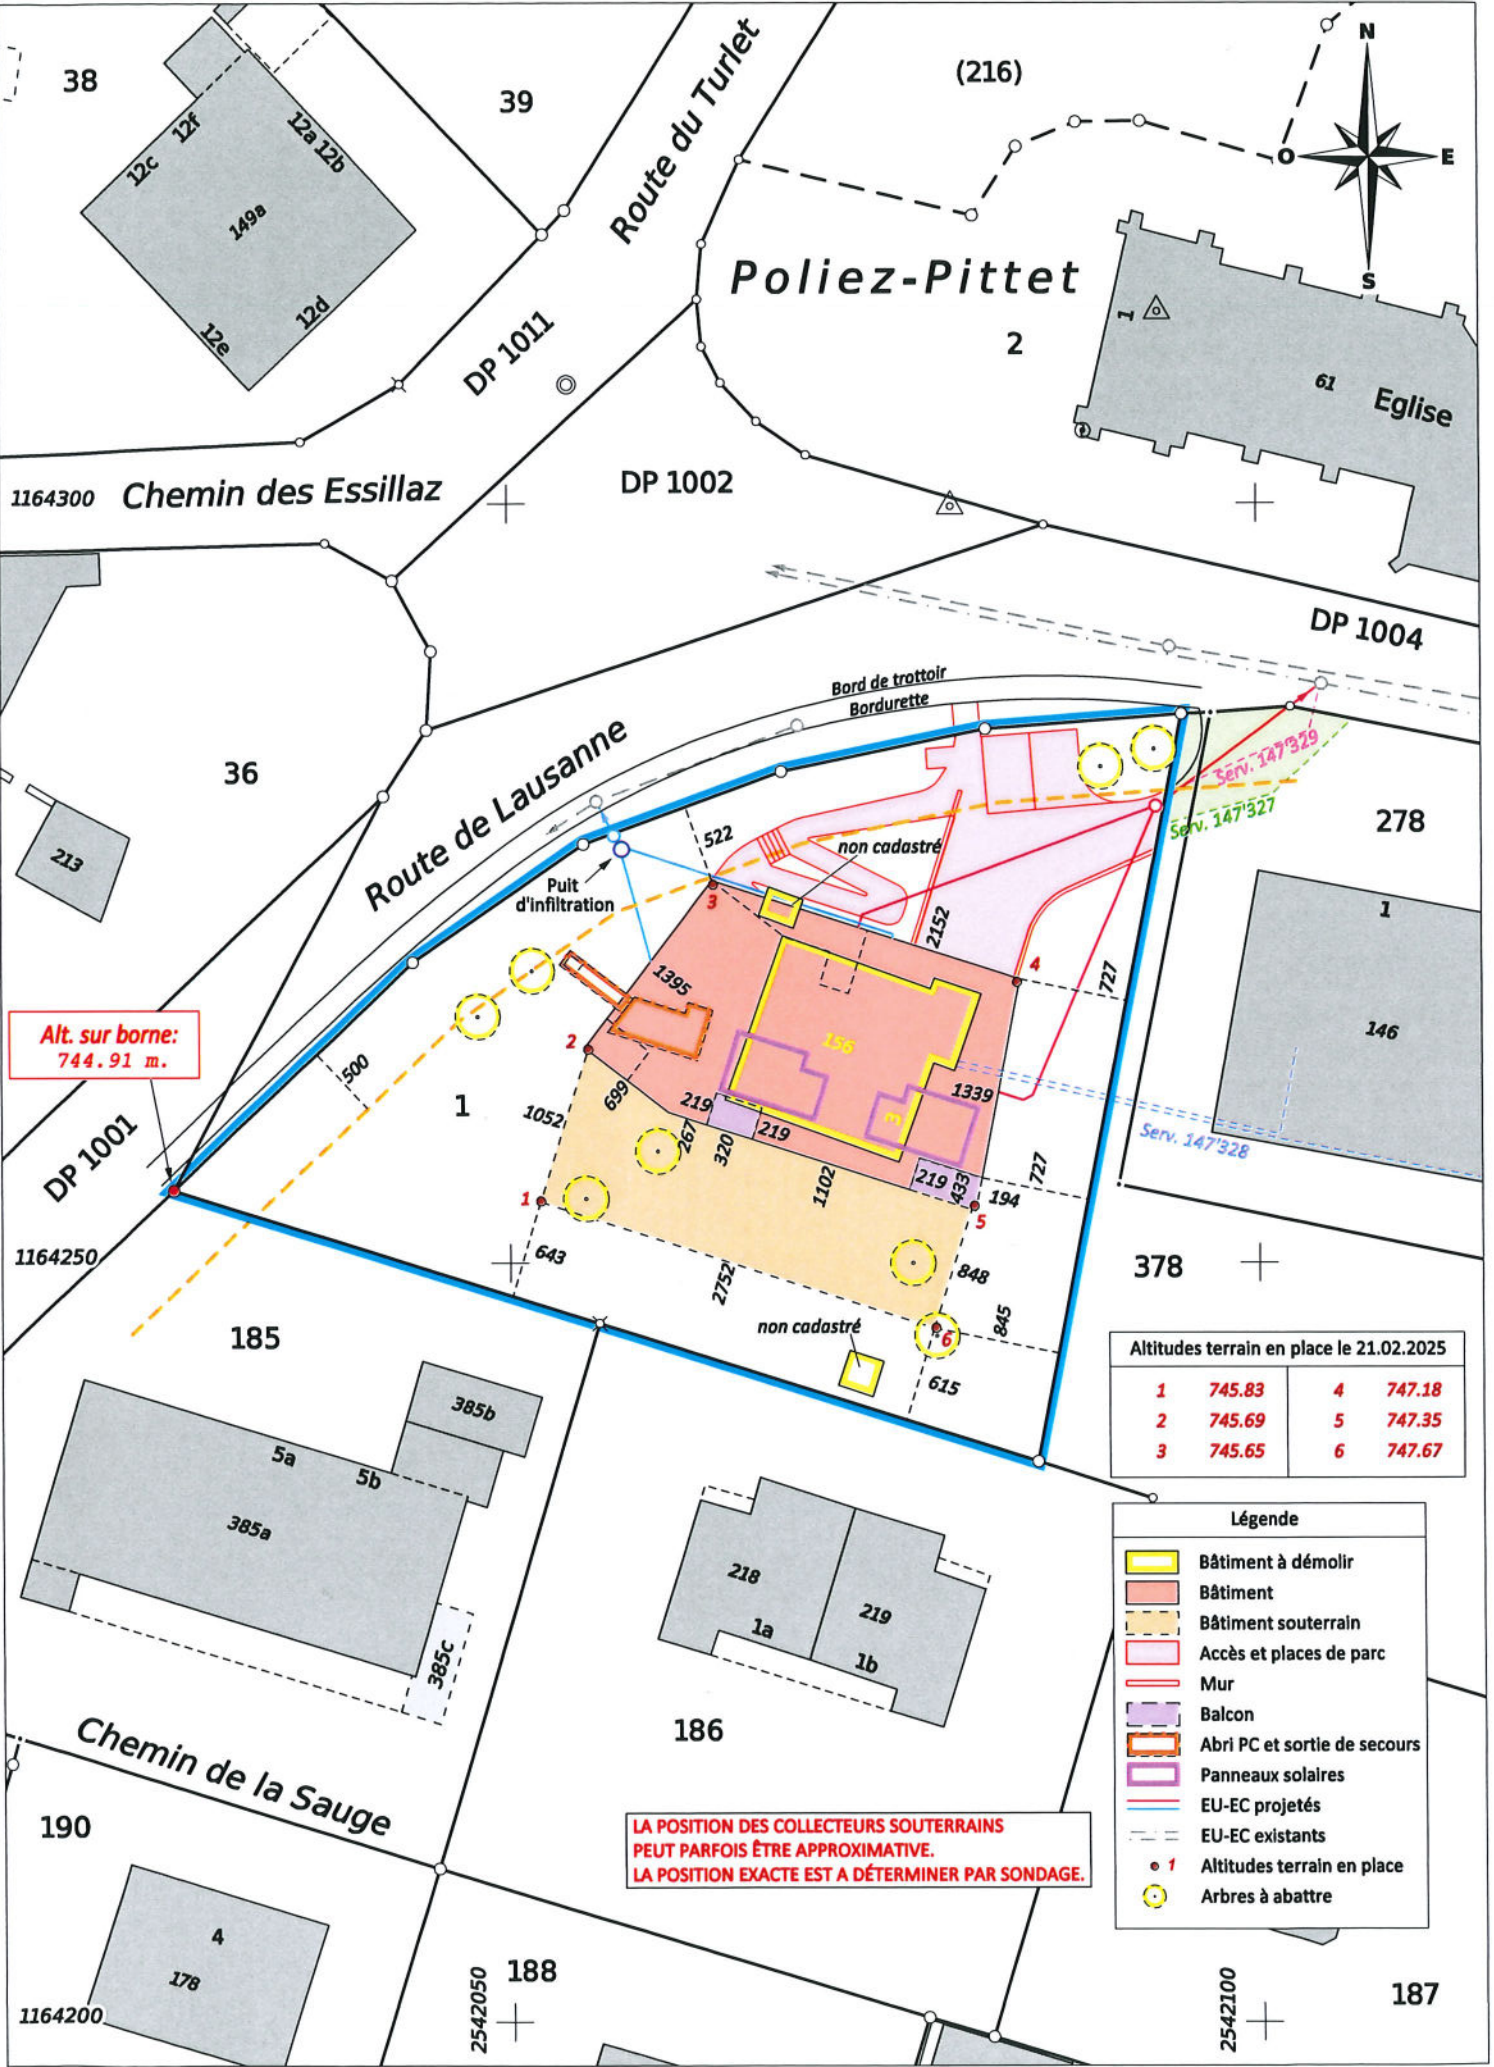 38
39
Route du Turlet
(216)
N
O
E
S
12f
12a
12b
12c
149a
12d
12e
DP 1011
Poliez-Pittet
2
1
61
Eglise
1164300
Chemin des Essillaz
DP 1002
DP 1004
Bord de trottoir
Bordurette
36
Route de Lausanne
Serv. 147'329
Serv. 147'327
278
213
522
non cadastré
Puit
d'infiltration
3
2152
4
1
1395
727
156
146
Alt. sur borne:
744.91 m.
2
500
1
699
1339
219
3
1052
267
320
219
Serv. 147'328
DP 1001
1102
219
433
194
727
1
5
1164250
643
2752
848
378
845
185
non cadastré
6
615
Altitudes terrain en place le 21.02.2025
1 745.83 4 747.18
2 745.69 5 747.35
3 745.65 6 747.67
385b
5a
5b
385a
385c
218
219
1a
1b
Légende
Bâtiment à démolir
Bâtiment
Bâtiment souterrain
Accès et places de parc
Mur
Balcon
Abri PC et sortie de secours
Panneaux solaires
EU-EC projetés
EU-EC existants
1 Altitudes terrain en place
Arbres à abattre
186
Chemin de la Sauge
190
LA POSITION DES COLLECTEURS SOUTERRAINS
PEUT PARFOIS ÊTRE APPROXIMATIVE.
LA POSITION EXACTE EST A DÉTERMINER PAR SONDAGE.
4
178
1164200
2542050
188
2542100
187